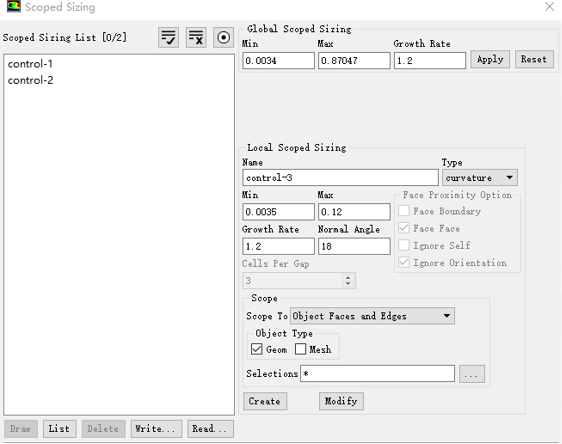 Scoped Sizing
Scoped Sizing List [0/2]
control-1
control-2
Draw List Delete Write... Read...
Global Scoped Sizing
Min Max Growth Rate
0.0034 0.87047 1.2 Apply Reset
Local Scoped Sizing
Name Type
control-3 curvature
Min Max Face Proximity Option
0.0035 0.12 Face Boundary
Growth Rate Normal Angle Face Face
1.2 18 Ignore Self
Cells Per Gap Ignore Orientation
3
Scope
Scope To Object Faces and Edges
Object Type
Geom Mesh
Selections * ...
Create Modify